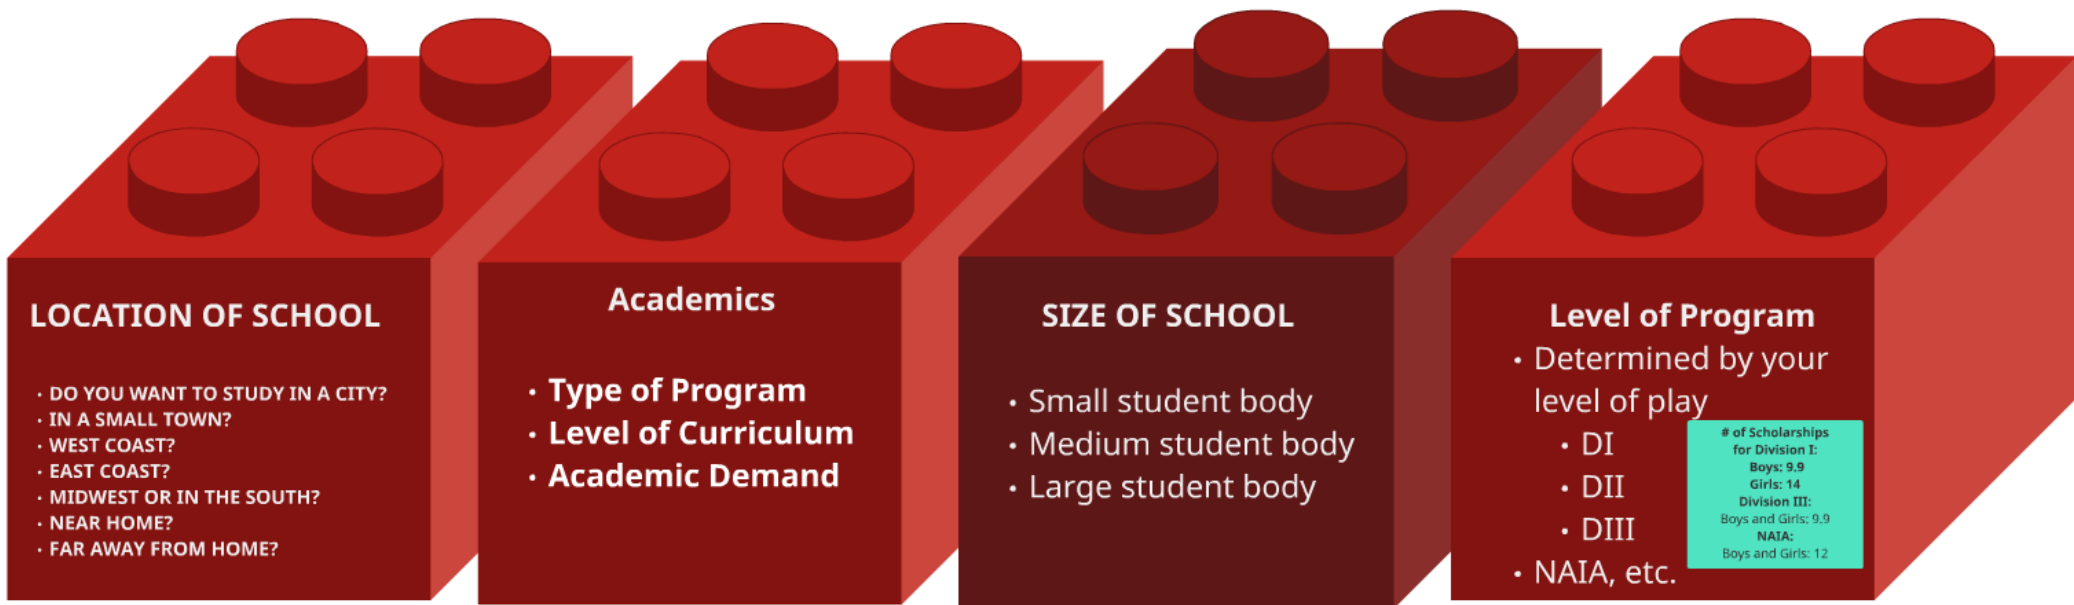 LOCATION OF SCHOOL
· DO YOU WANT TO STUDY IN A CITY?
· IN A SMALL TOWN?
· WEST COAST?
· EAST COAST?
· MIDWEST OR IN THE SOUTH?
· NEAR HOME?
· FAR AWAY FROM HOME?
Academics
· Type of Program
· Level of Curriculum
· Academic Demand
SIZE OF SCHOOL
· Small student body
· Medium student body
· Large student body
Level of Program
· Determined by your
level of play
· DI
· DII
· DIII
· NAIA, etc.
# of Scholarships
for Division I:
Boys: 9.9
Girls: 14
Division III:
Boys and Girls: 9.9
NAIA:
Boys and Girls: 12